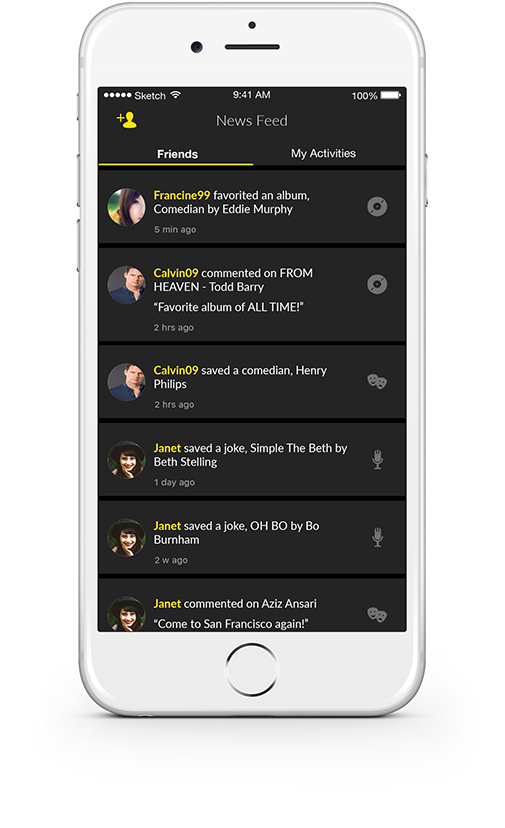 Sketch 9:41 AM 100%
News Feed
Friends My Activities
Francine99 favorited an album,
Comedian by Eddie Murphy
5 min ago
Calvin09 commented on FROM
HEAVEN - Todd Barry
“Favorite album of ALL TIME!”
2 hrs ago
Calvin09 saved a comedian, Henry
Philips
2 hrs ago
Janet saved a joke, Simple The Beth by
Beth Stelling
1 day ago
Janet saved a joke, OH BO by Bo
Burnham
2 w ago
Janet commented on Aziz Ansari
“Come to San Francisco again!”